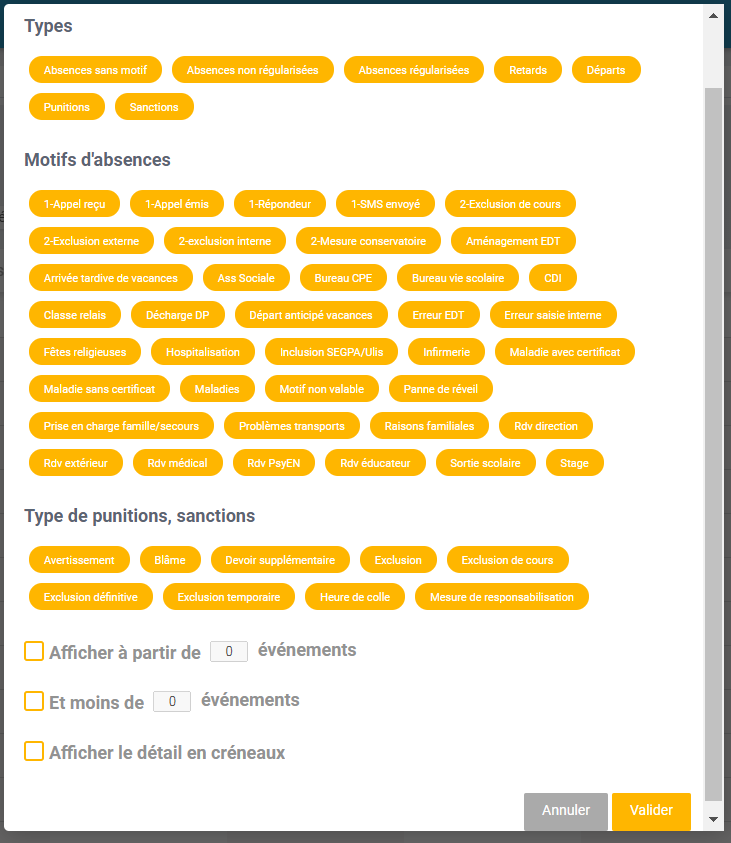 Types
Absences sans motif Absences non régularisées Absences régularisées Retards Départs
Punitions Sanctions
Motifs d'absences
1-Appel reçu 1-Appel émis 1-Répondeur 1-SMS envoyé 2-Exclusion de cours
2-Exclusion externe 2-exclusion interne 2-Mesure conservatoire Aménagement EDT
Arrivée tardive de vacances Ass Sociale Bureau CPE Bureau vie scolaire CDI
Classe relais Décharge DP Départ anticipé vacances Erreur EDT Erreur saisie interne
Fêtes religieuses Hospitalisation Inclusion SEGPA/Ulis Infirmerie Maladie avec certificat
Maladie sans certificat Maladies Motif non valable Panne de réveil
Prise en charge famille/secours Problèmes transports Raisons familiales Rdv direction
Rdv extérieur Rdv médical Rdv PsyEN Rdv éducateur Sortie scolaire Stage
Type de punitions, sanctions
Avertissement Blâme Devoir supplémentaire Exclusion Exclusion de cours
Exclusion définitive Exclusion temporaire Heure de colle Mesure de responsabilisation
Afficher à partir de 0 événements
Et moins de 0 événements
Afficher le détail en créneaux
Annuler Valider